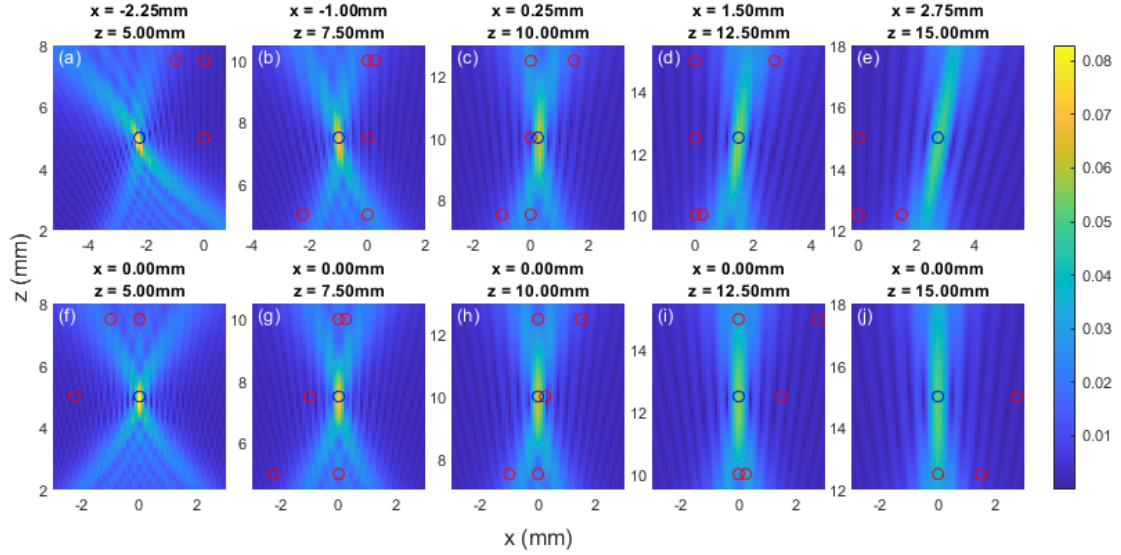 x = -2.25mm x = -1.00mm x = 0.25mm x = 1.50mm x = 2.75mm
z = 5.00mm z = 7.50mm z = 10.00mm z = 12.50mm z = 15.00mm
(a) (b) (c) (d) (e)
8 10 12 15 18
6 8 10 14 16
4 6 8 12 14
2 10 12
-4 -2 0 -4 -2 0 2 0 2 0 2 4 0 2 4
x = 0.00mm x = 0.00mm x = 0.00mm x = 0.00mm x = 0.00mm
z = 5.00mm z = 7.50mm z = 10.00mm z = 12.50mm z = 15.00mm
(f) (g) (h) (i) (j)
8 10 12 15 18
6 8 10 14 16
4 6 8 12 14
2 10 12
-2 0 2 -2 0 2 -2 0 2 -2 0 2 -2 0 2
z (mm)
x (mm)
0.08
0.07
0.06
0.05
0.04
0.03
0.02
0.01